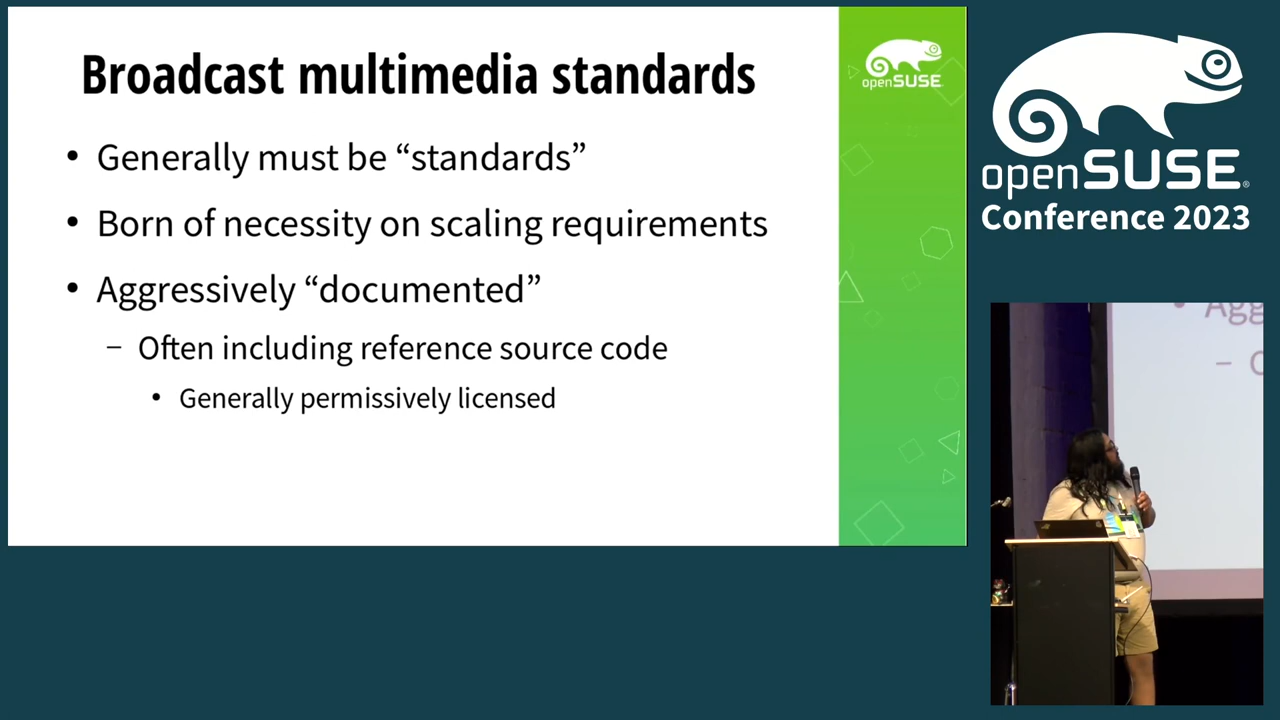 Broadcast multimedia standards
• Generally must be “standards”
• Born of necessity on scaling requirements
• Aggressively “documented”
– Often including reference source code
• Generally permissively licensed
openSUSE
openSUSE®
Conference 2023
Agg
– O